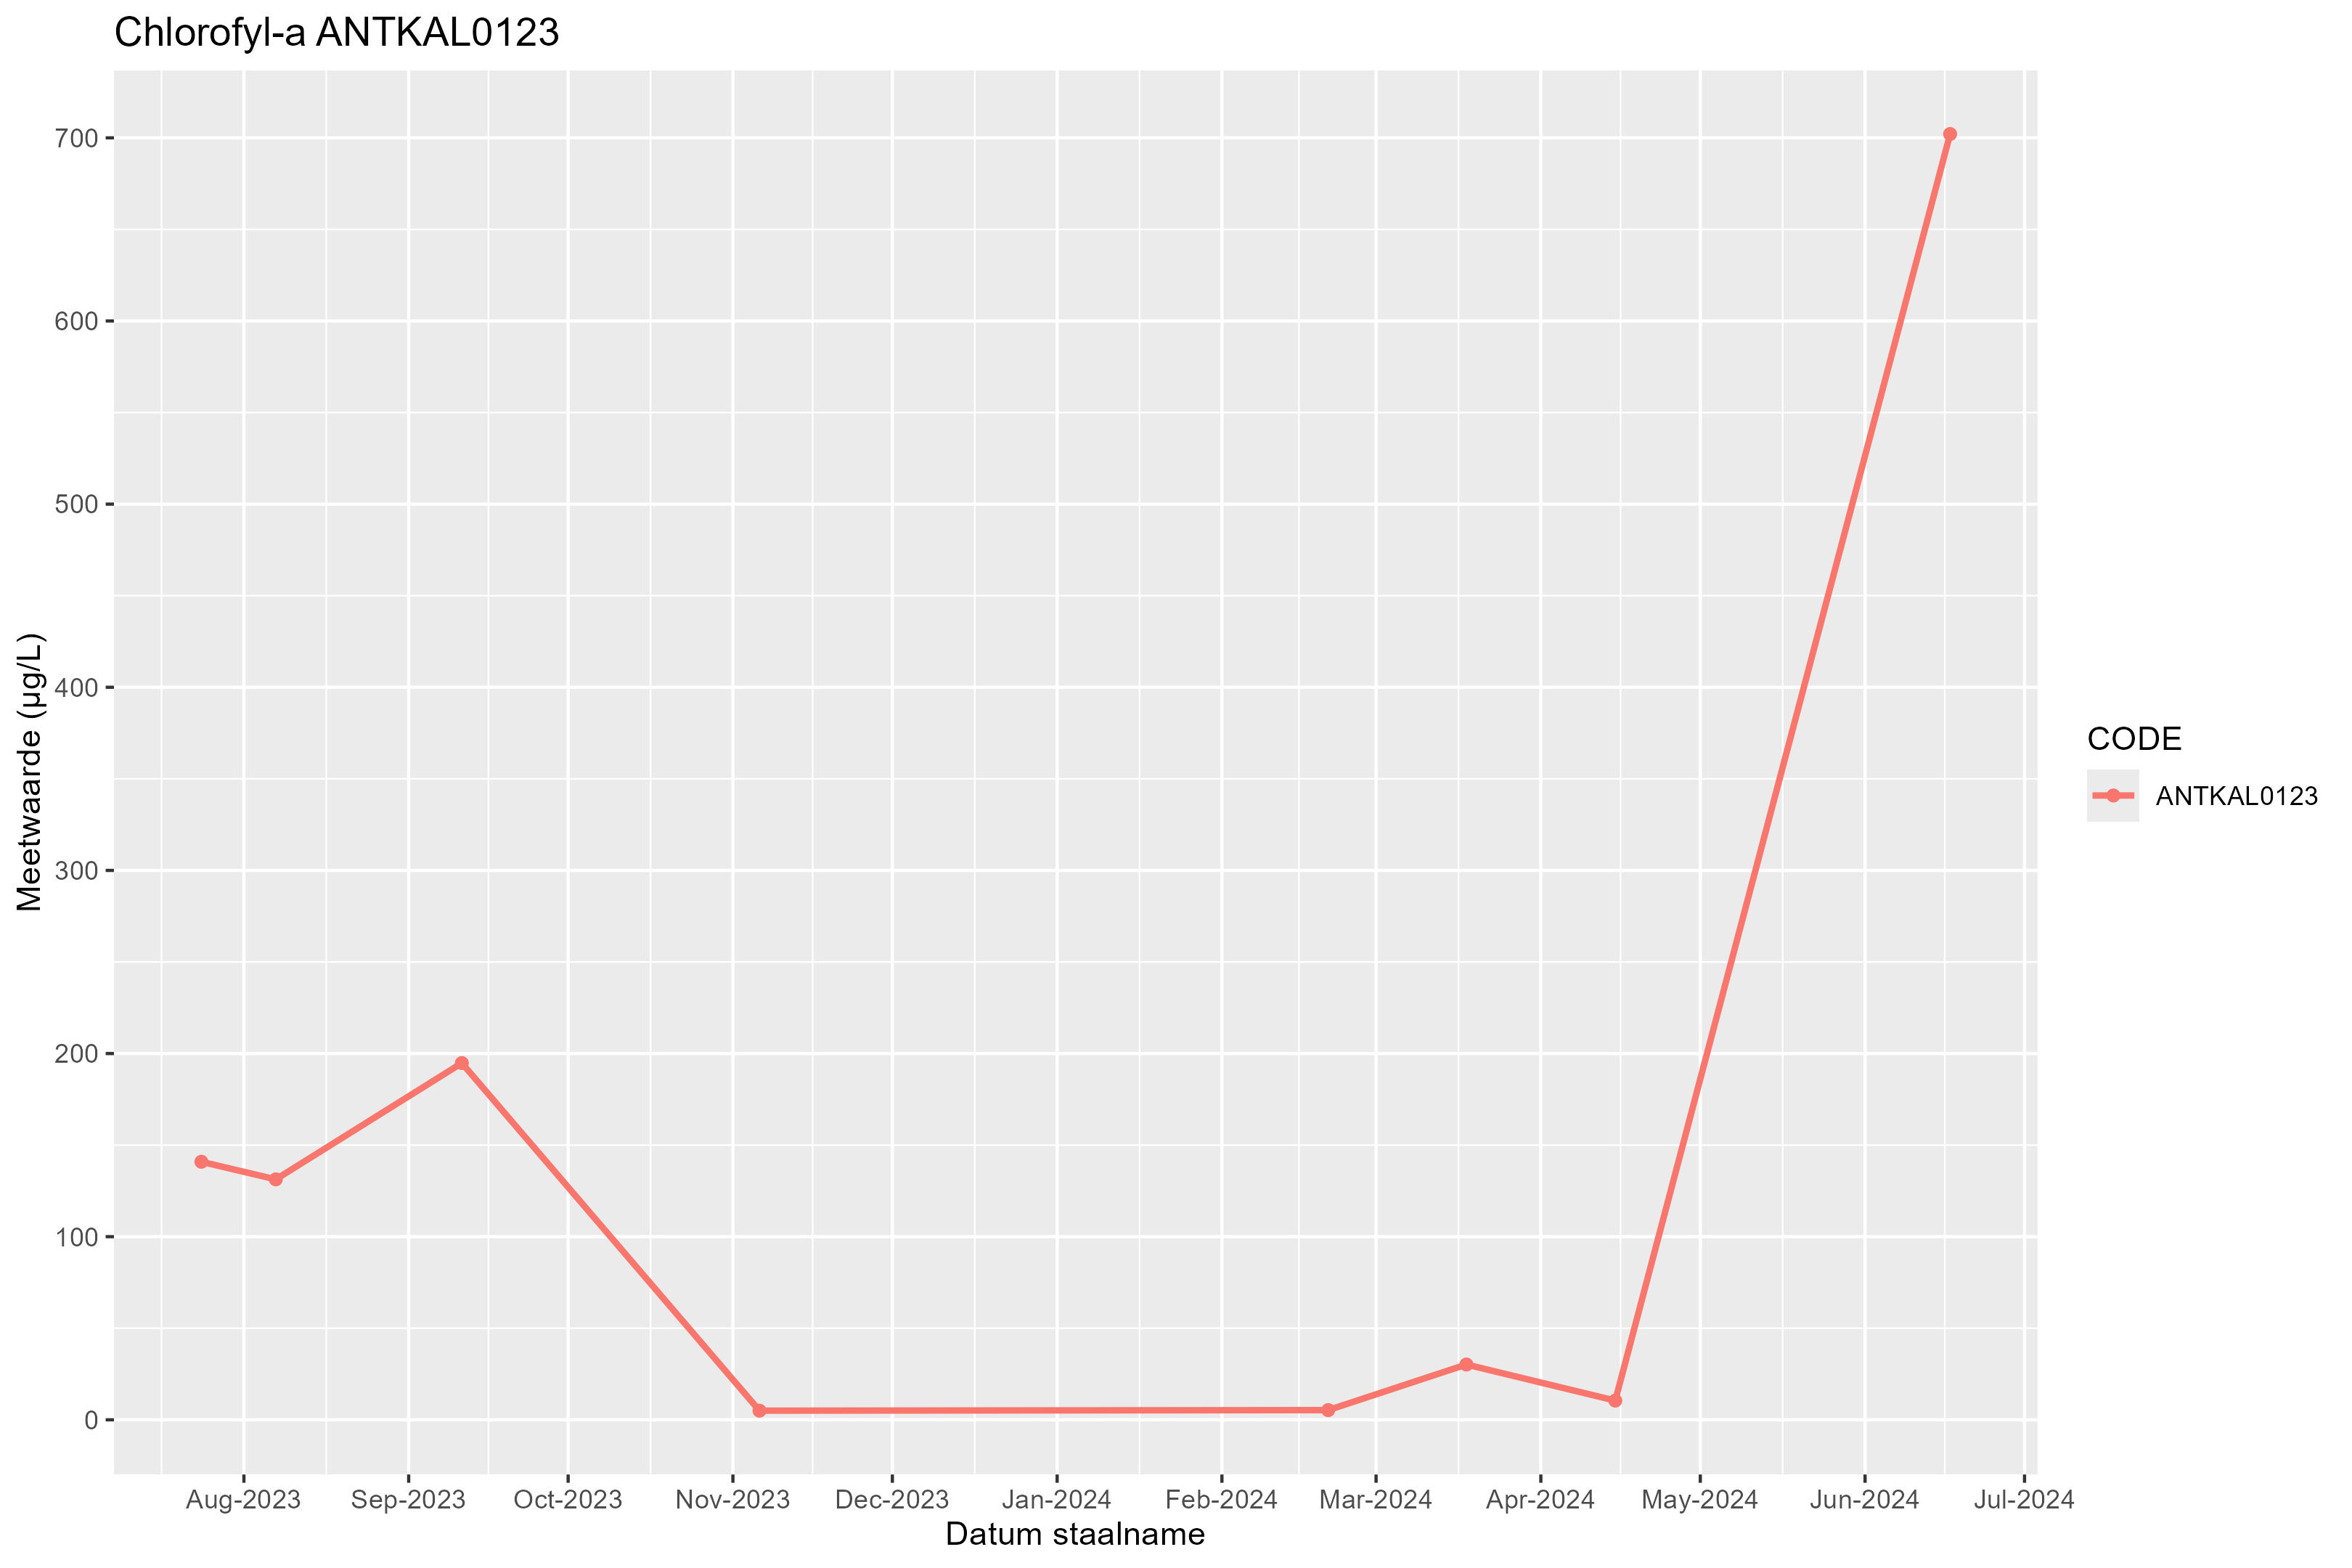 Chlorofyl-a ANTKAL0123
Meetwaarde (µg/L)
700
600
500
400
300
200
100
0
Aug-2023 Sep-2023 Oct-2023 Nov-2023 Dec-2023 Jan-2024 Feb-2024 Mar-2024 Apr-2024 May-2024 Jun-2024 Jul-2024
Datum staalname
CODE
ANTKAL0123